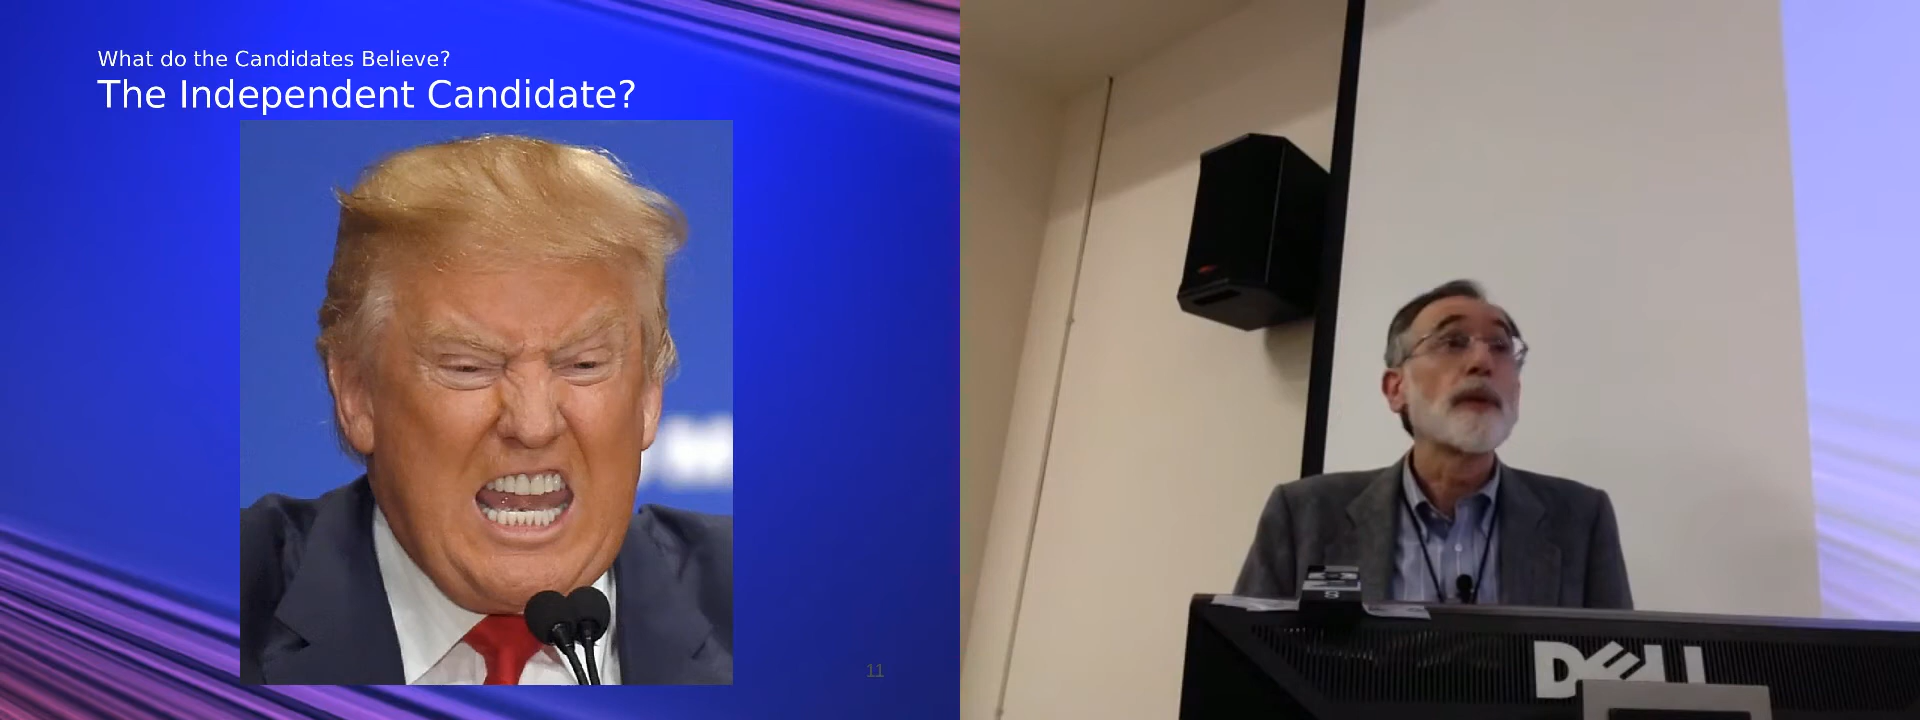 What do the Candidates Believe?
The Independent Candidate?
11
DELL